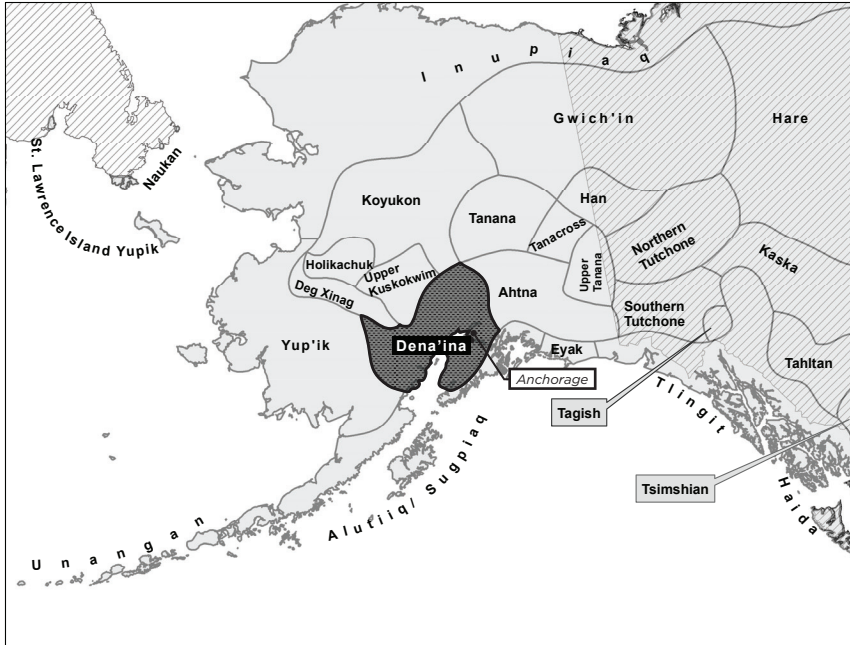 Inupiaq
Gwich'in
Hare
St. Lawrence Island Yupik
Naukan
Koyukon
Han
Tanana
Tanacross
Northern
Tutchone
Kaska
Holikachuk
Upper
Kuskokwim
Upper
Tanana
Deg Xinag
Ahtna
Southern
Tutchone
Yup'ik
Dena'ina
Eyak
Tahltan
Anchorage
Tlingit
Tagish
Alutiiq/ Sugpiaq
Tsimshian
Haida
Unangan